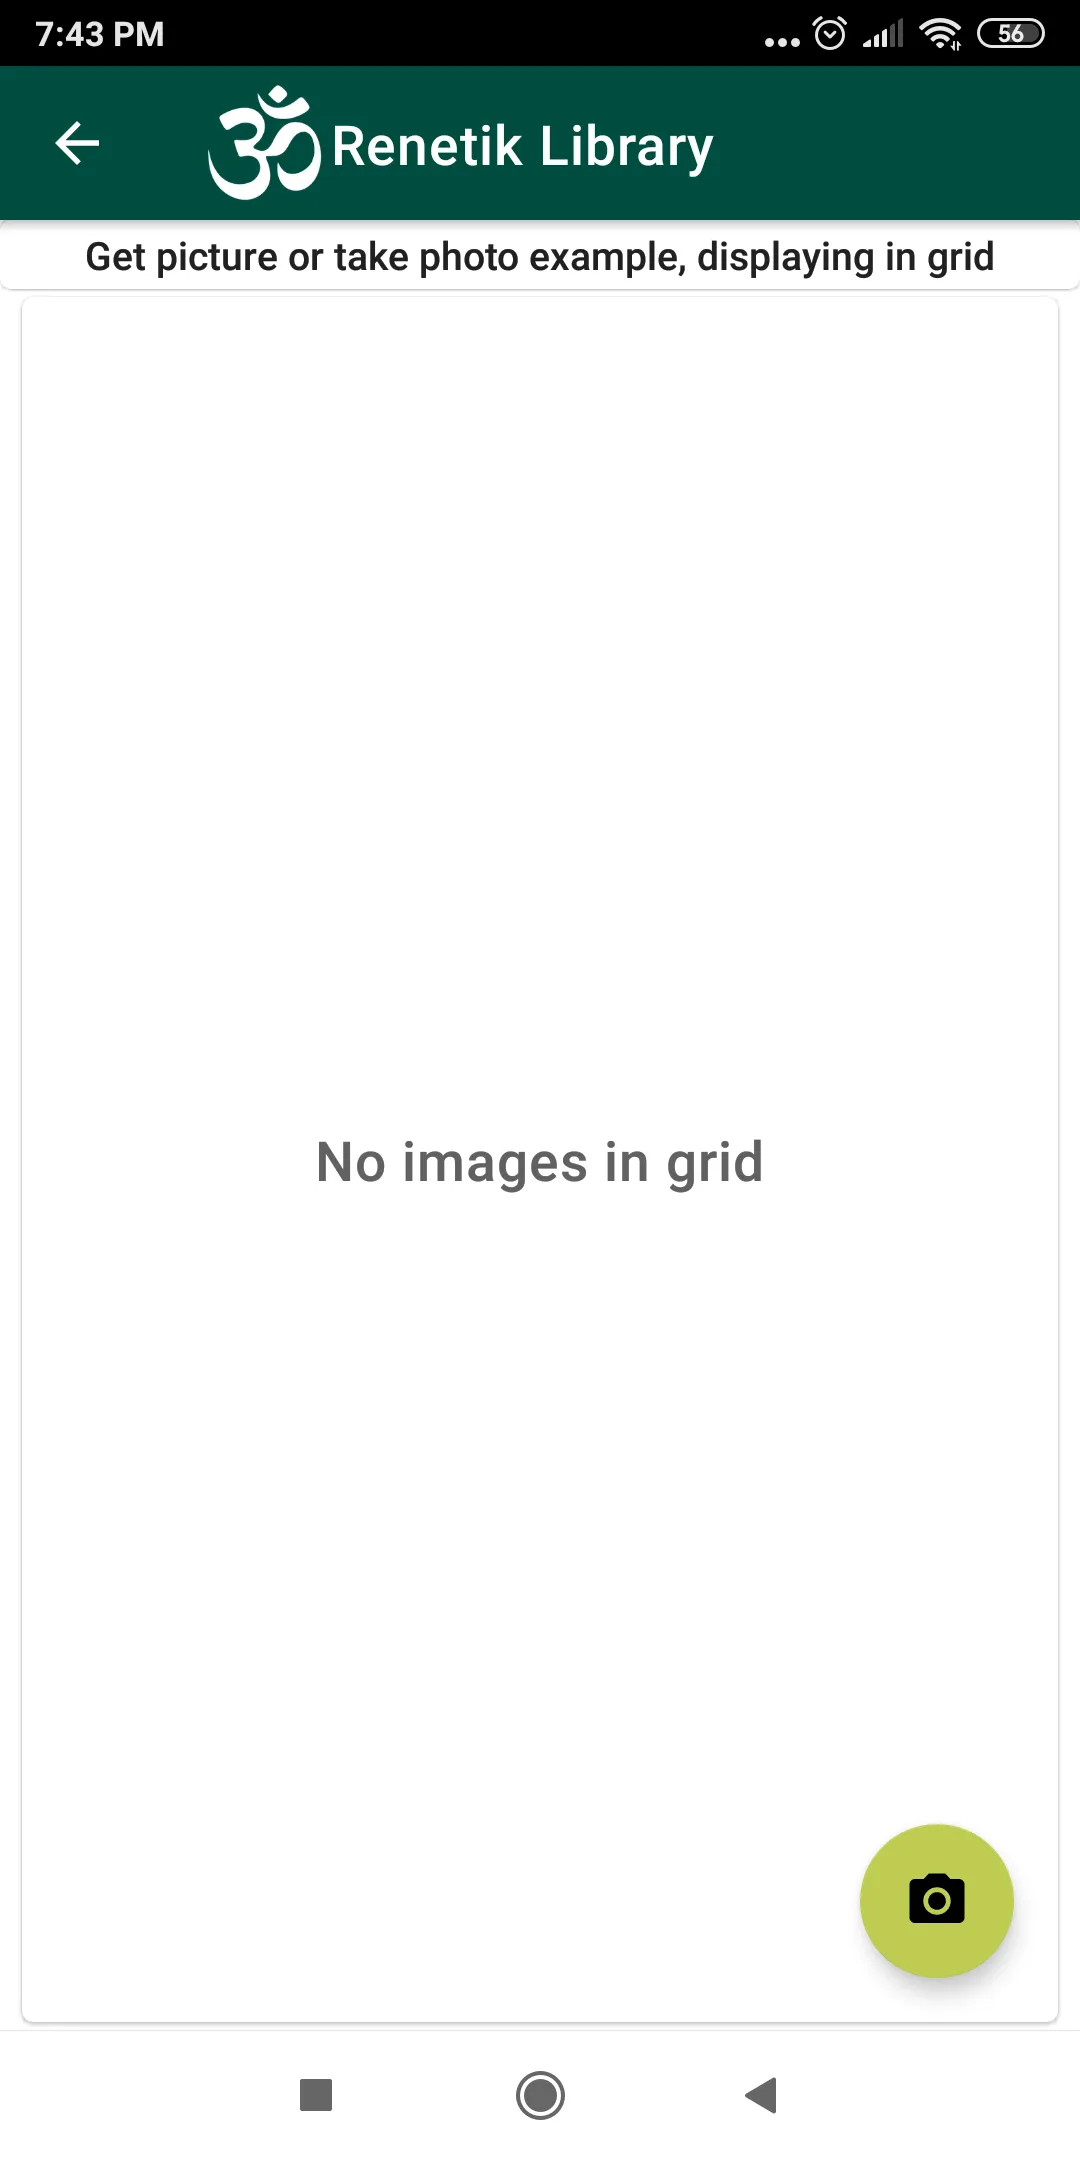 7:43 PM
56
ॐ Renetik Library
Get picture or take photo example, displaying in grid
No images in grid